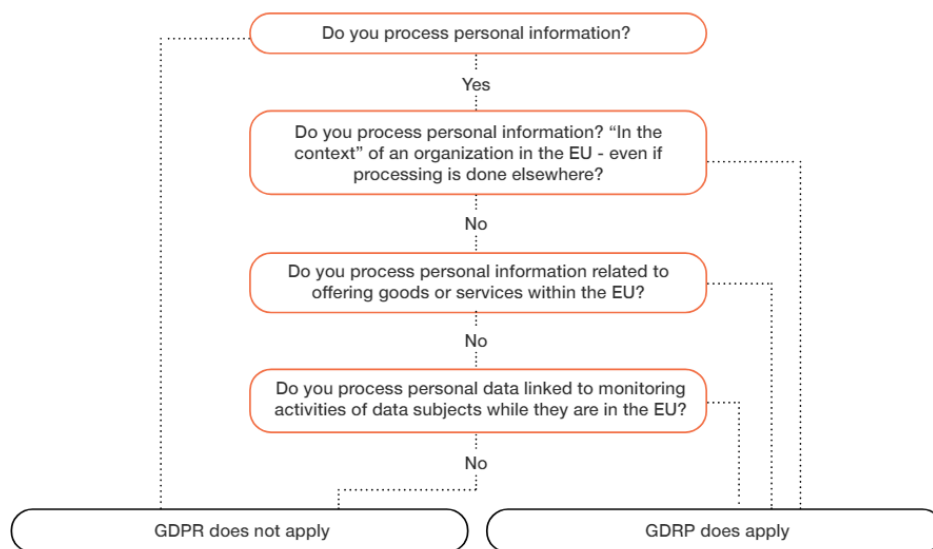 Do you process personal information?
Yes
Do you process personal information? “In the
context” of an organization in the EU - even if
processing is done elsewhere?
No
Do you process personal information related to
offering goods or services within the EU?
No
Do you process personal data linked to monitoring
activities of data subjects while they are in the EU?
No
GDPR does not apply
GDRP does apply